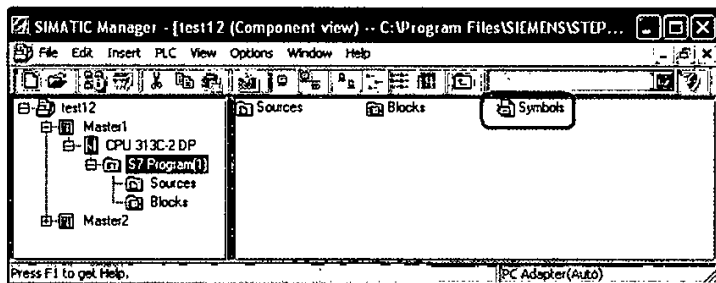 SIMATIC Manager - [test12 (Component view) -- C:\Program Files\SIEMENS\STEP...
File Edit Insert PLC View Options Window Help
test12
Master1
CPU 313C-2 DP
S7 Program(1)
Sources
Blocks
Master2
Sources Blocks Symbols
Press F1 to get Help. PC Adapter(Auto)